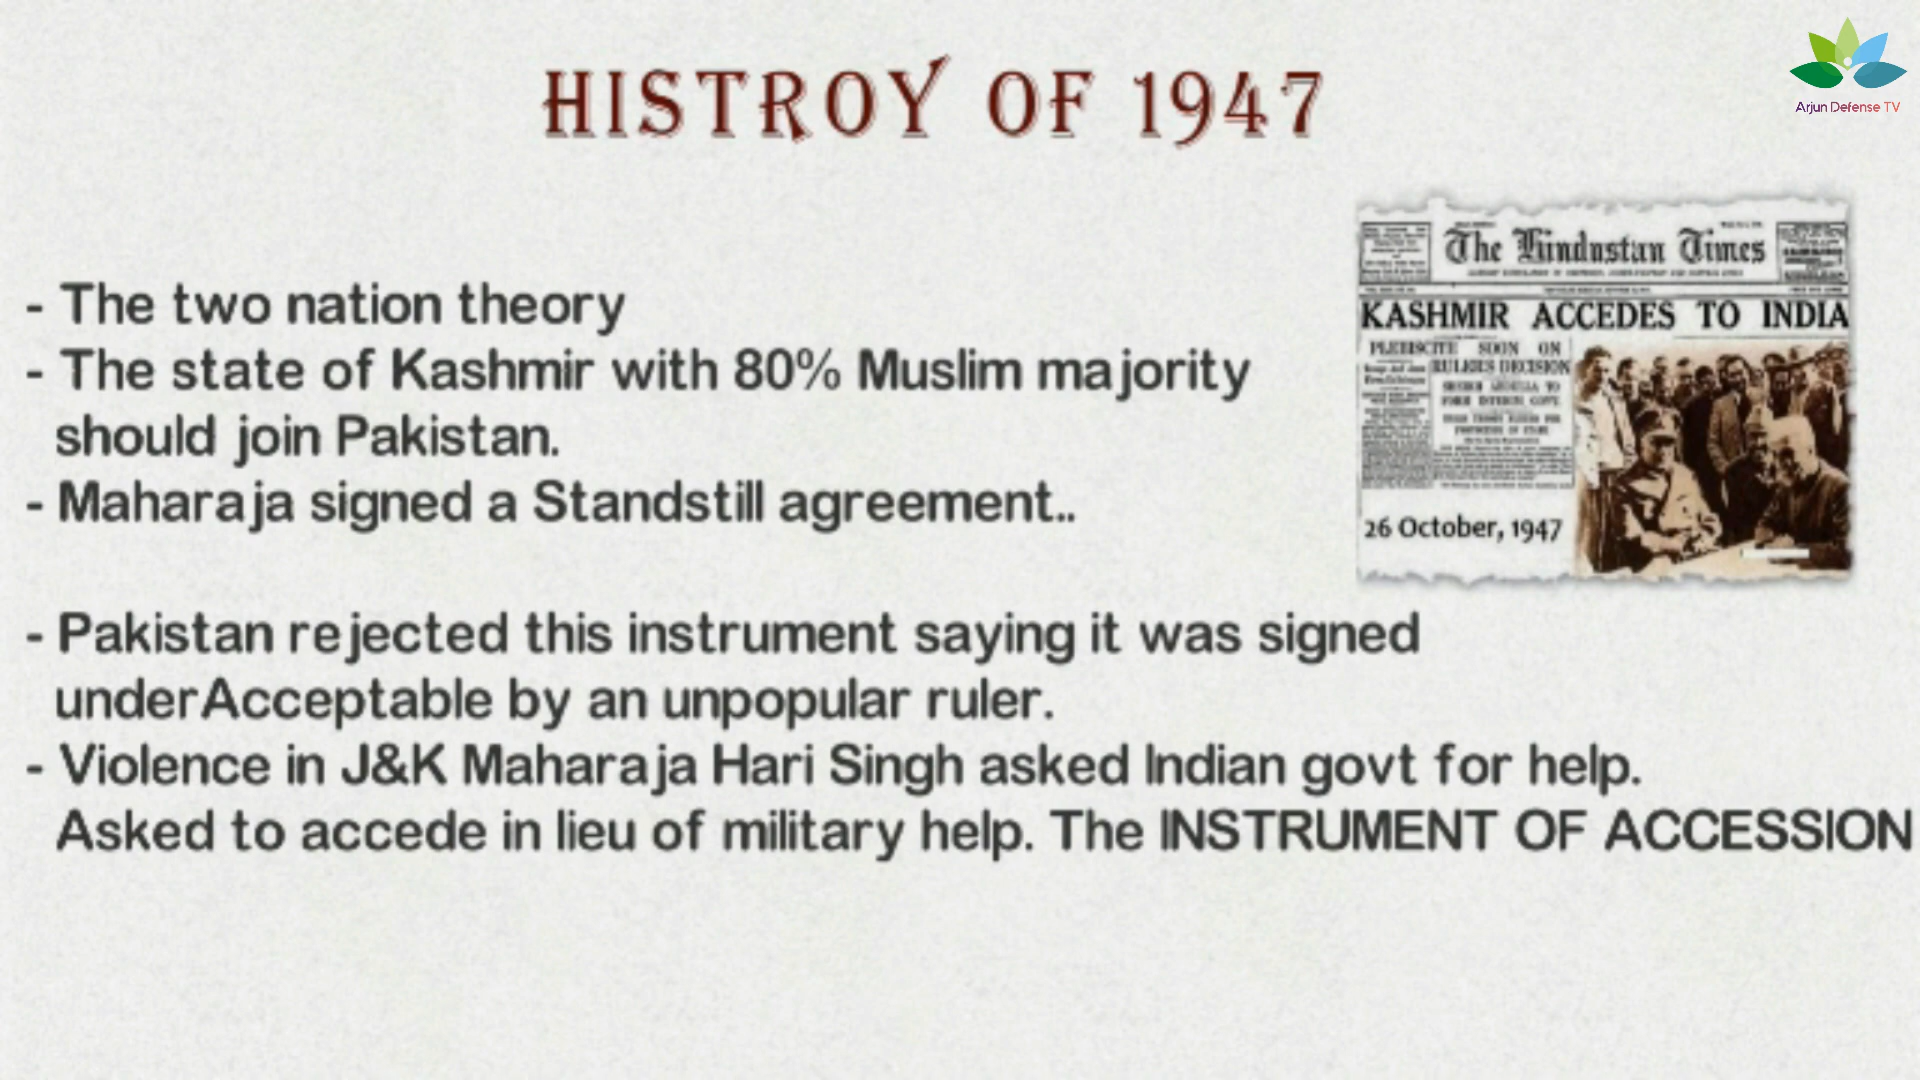 HISTROY OF 1947
Arjun Defense TV
The Hindustan Times
KASHMIR ACCEDES TO INDIA
PLEBISCITE SOON ON
RULER'S DECISION
26 October, 1947
- The two nation theory
- The state of Kashmir with 80% Muslim majority
should join Pakistan.
- Maharaja signed a Standstill agreement..
- Pakistan rejected this instrument saying it was signed
underAcceptable by an unpopular ruler.
- Violence in J&K Maharaja Hari Singh asked Indian govt for help.
Asked to accede in lieu of military help. The INSTRUMENT OF ACCESSION